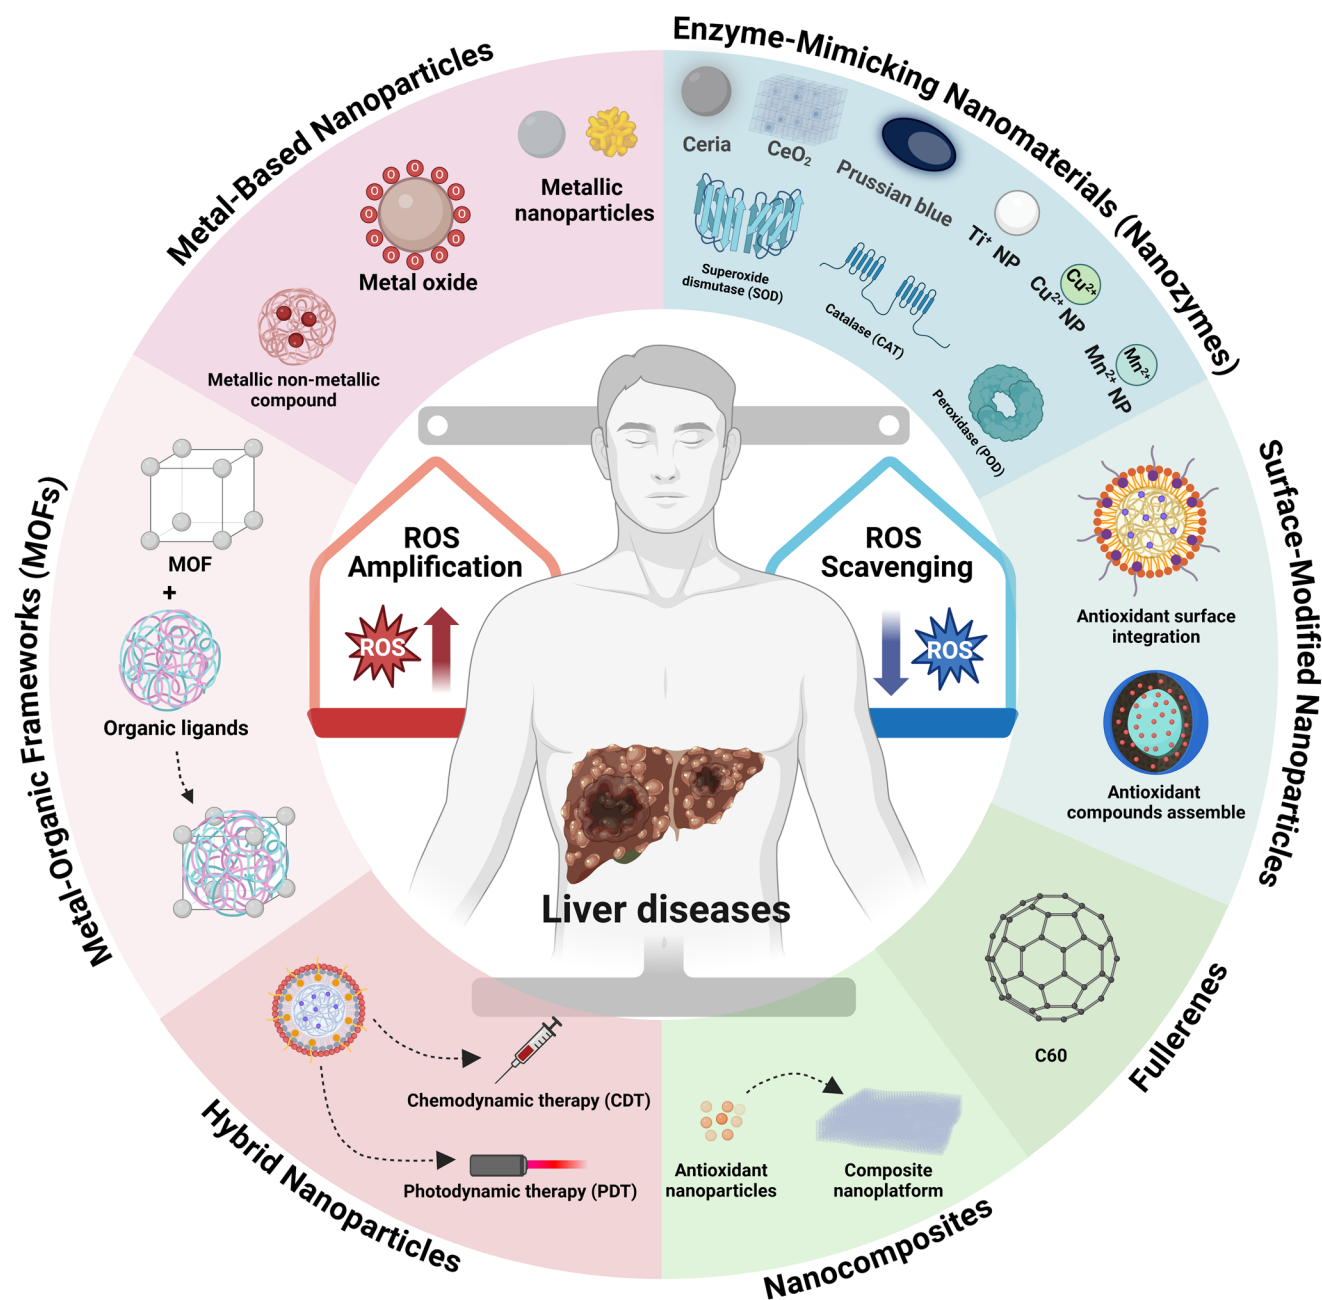 Metal-Based Nanoparticles
Metallic
nanoparticles
O O O O O O O O O O O O
Metal oxide
Metallic non-metallic
compound
Enzyme-Mimicking Nanomaterials (Nanozymes)
Ceria
CeO₂
Prussian blue
Ti⁺ NP
Cu²⁺
Cu²⁺ NP
Mn²⁺
Mn²⁺ NP
Superoxide
dismutase (SOD)
Catalase (CAT)
Peroxidase (POD)
Surface-Modified Nanoparticles
Antioxidant surface
integration
Antioxidant
compounds assemble
Fullerenes
C60
Nanocomposites
Antioxidant
nanoparticles
Composite
nanoplatform
Hybrid Nanoparticles
Chemodynamic therapy (CDT)
Photodynamic therapy (PDT)
Metal-Organic Frameworks (MOFs)
MOF
+
Organic ligands
ROS
Amplification
ROS
ROS
Scavenging
ROS
Liver diseases